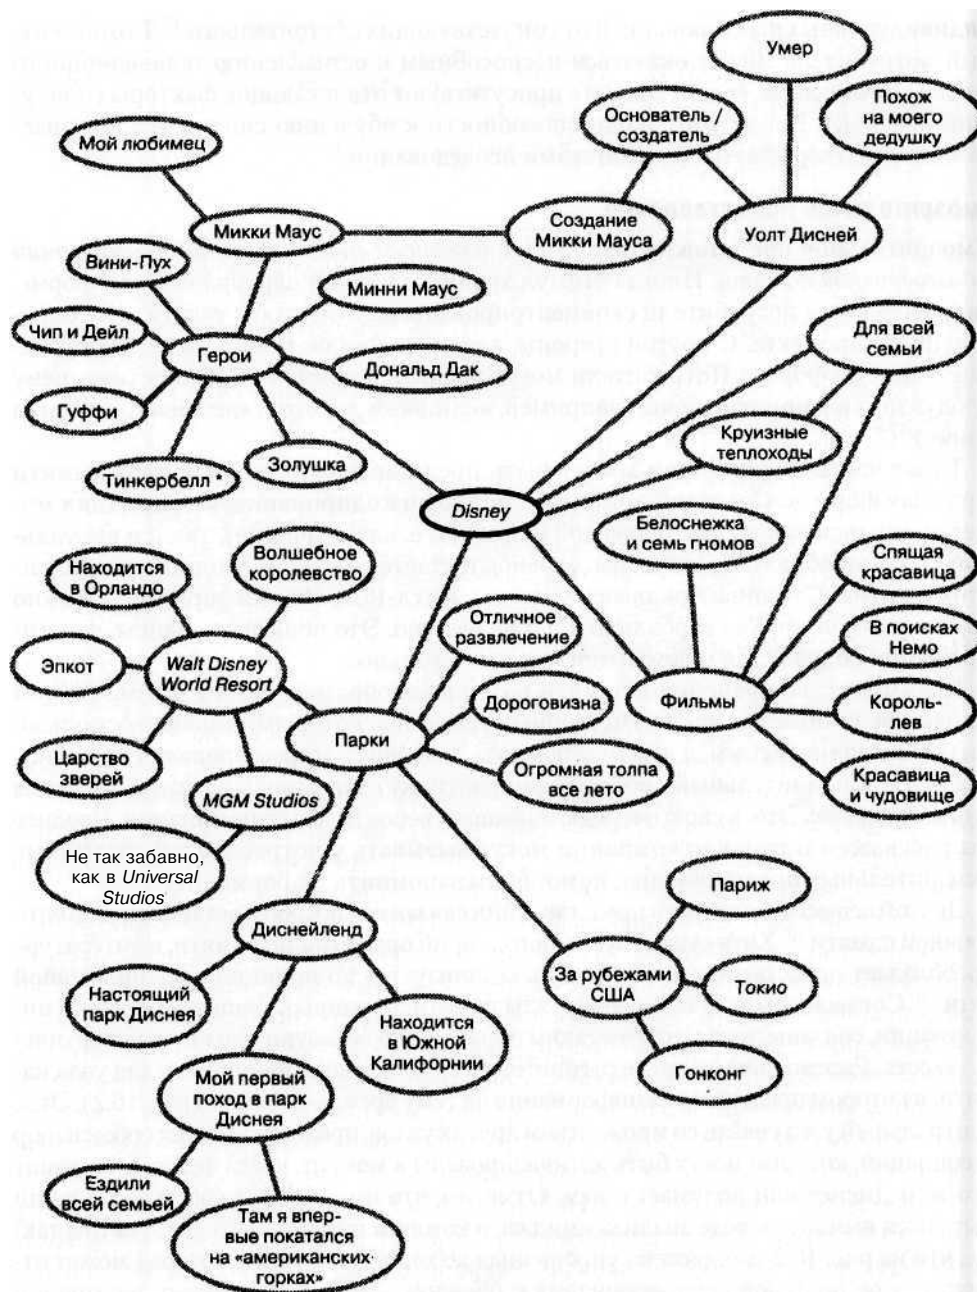 Умер
Основатель /
создатель
Похож
на моего
дедушку
Мой любимец
Микки Маус
Создание
Микки Мауса
Уолт Дисней
Вини-Пух
Минни Маус
Чип и Дейл
Герои
Дональд Дак
Для всей
семьи
Гуффи
Круизные
теплоходы
Тинкербелл *
Золушка
Disney
Белоснежка
и семь гномов
Находится
в Орландо
Волшебное
королевство
Спящая
красавица
Отличное
развлечение
В поисках
Немо
Эпкот
Walt Disney
World Resort
Дороговизна
Фильмы
Король-
лев
Царство
зверей
Парки
Огромная толпа
все лето
Красавица
и чудовище
MGM Studios
Не так забавно,
как в Universal
Studios
Диснейленд
Париж
За рубежами
США
Токио
Настоящий
парк Диснея
Находится
в Южной
Калифорнии
Гонконг
Мой первый
поход в парк
Диснея
Ездили
всей семьей
Там я впер-
вые покатался
на «американских
горках»